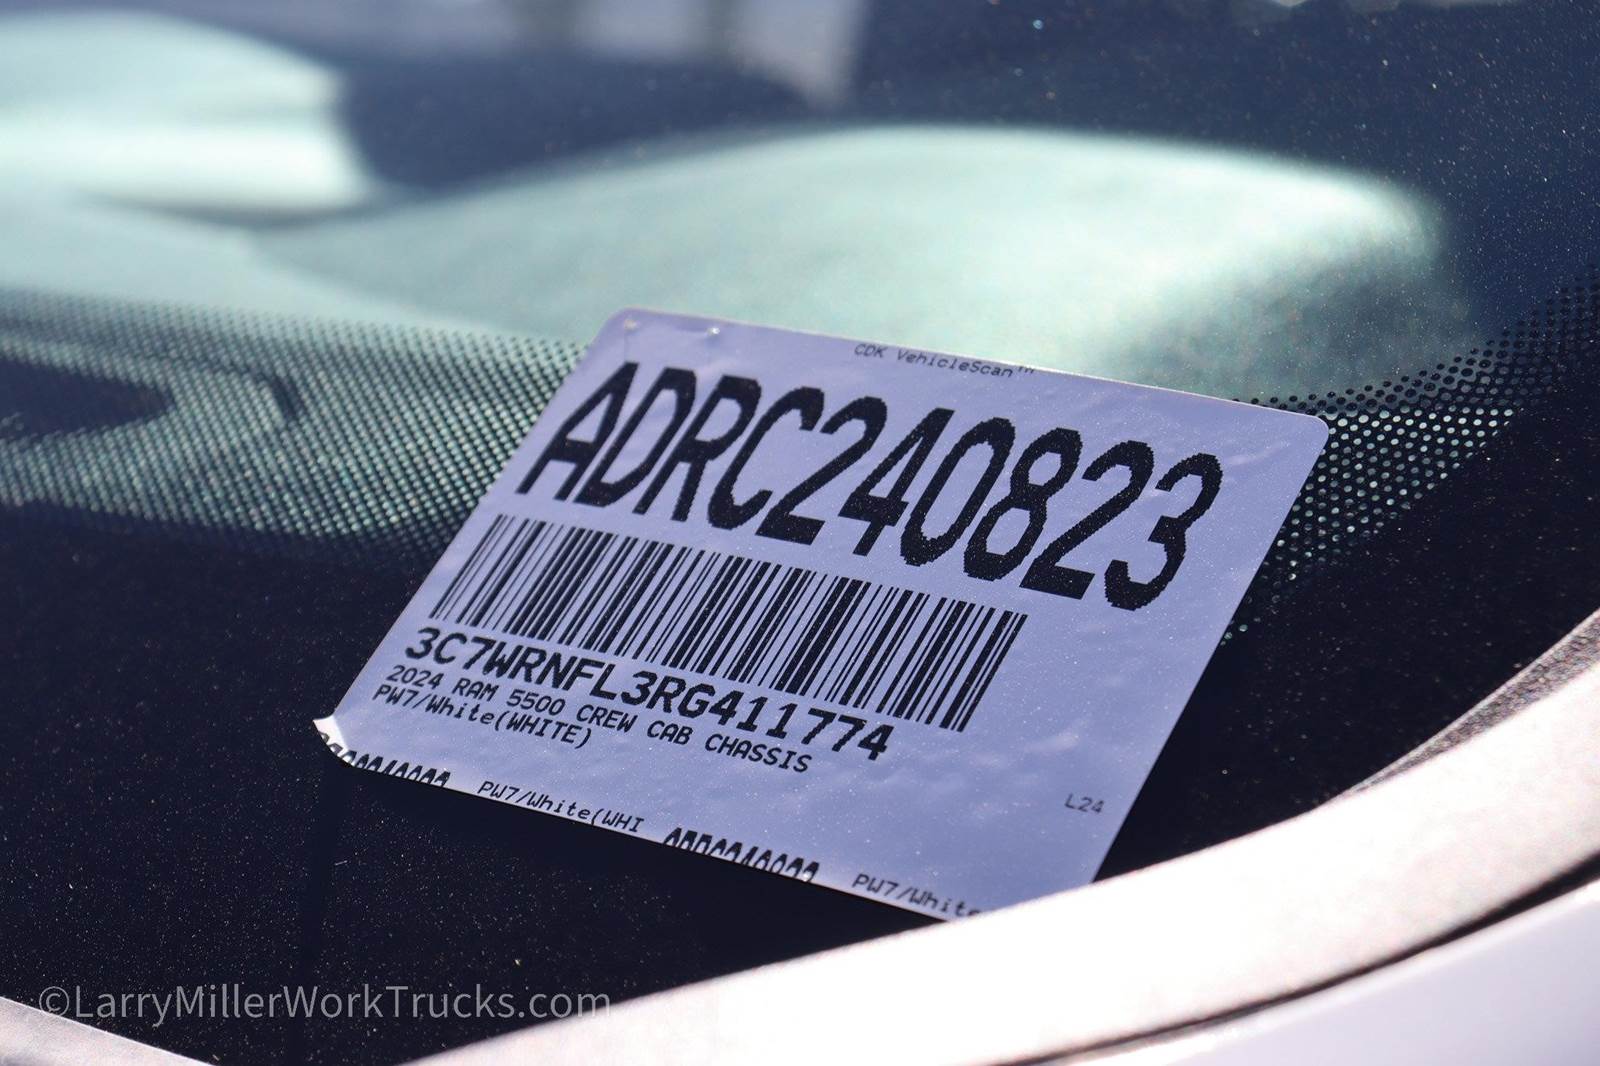 CDK VehicleScan™
ADRC240823
3C7WRNFL3RG411774
2024 RAM 5500 CREW CAB CHASSIS
PW7/White(WHITE)
L24
PW7/White(WHI
PW7/White
©LarryMillerWorkTrucks.com